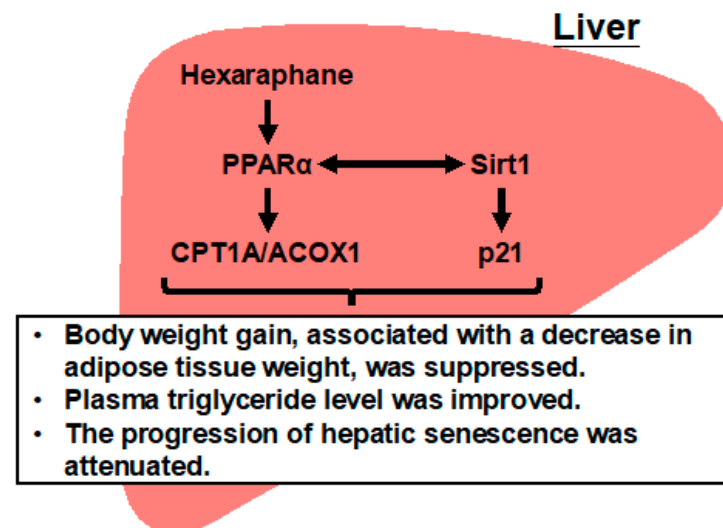 Liver
Hexaraphane
PPARα Sirt1
CPT1A/ACOX1 p21
• Body weight gain, associated with a decrease in
adipose tissue weight, was suppressed.
• Plasma triglyceride level was improved.
• The progression of hepatic senescence was
attenuated.